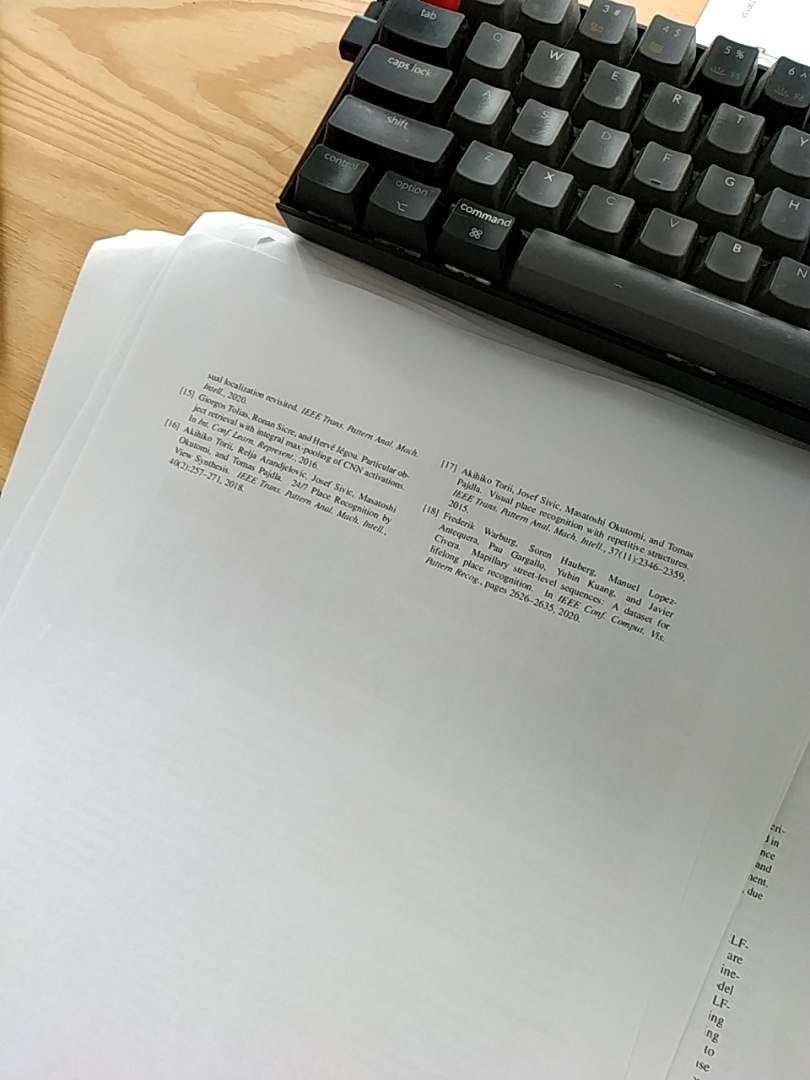 tab
3 #
4 $
5 %
6 ^
Q
W
E
R
T
Y
caps lock
A
S
D
F
G
H
shift
Z
X
C
V
B
N
control
option
command
sual localization revisited. IEEE Trans. Pattern Anal. Mach.
Intell., 2020.
[15] Giorgos Tolias, Ronan Sicre, and Hervé Jégou. Particular ob-
ject retrieval with integral max-pooling of CNN activations.
In Int. Conf. Learn. Represent., 2016.
[16] Akihiko Torii, Relja Arandjelovic, Josef Sivic, Masatoshi
Okutomi, and Tomas Pajdla. 24/7 Place Recognition by
View Synthesis. IEEE Trans. Pattern Anal. Mach. Intell.,
40(2):257–271, 2018.
[17] Akihiko Torii, Josef Sivic, Masatoshi Okutomi, and Tomas
Pajdla. Visual place recognition with repetitive structures.
IEEE Trans. Pattern Anal. Mach. Intell., 37(11):2346–2359,
2015.
[18] Frederik Warburg, Soren Hauberg, Manuel Lopez-
Antequera, Pau Gargallo, Yubin Kuang, and Javier
Civera. Mapillary street-level sequences: A dataset for
lifelong place recognition. In IEEE Conf. Comput. Vis.
Pattern Recog., pages 2626–2635, 2020.
eri-
in
nce
and
nent.
, due
LF-
are
ine-
del
LF-
ing
ng
to
se